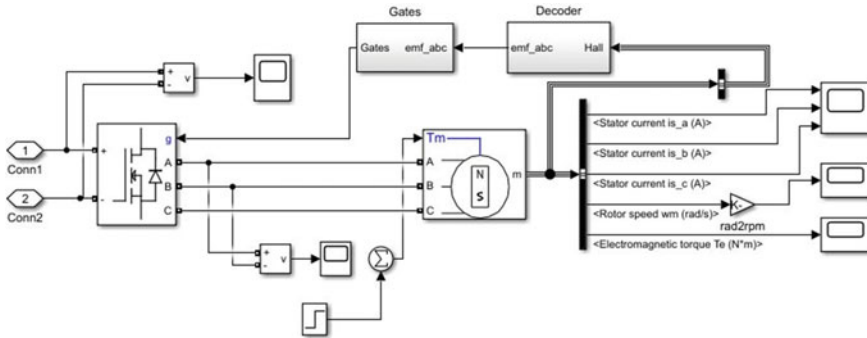 Gates
Decoder
Gates emf_abc
emf_abc Hall
+
-
v
1
Conn1
2
Conn2
+
-
g
A
B
C
Tm
A
B
C
N
S
m
+
-
v
Σ
<Stator current is_a (A)>
<Stator current is_b (A)>
<Stator current is_c (A)>
<Rotor speed wm (rad/s)>
K-
rad2rpm
<Electromagnetic torque Te (N*m)>